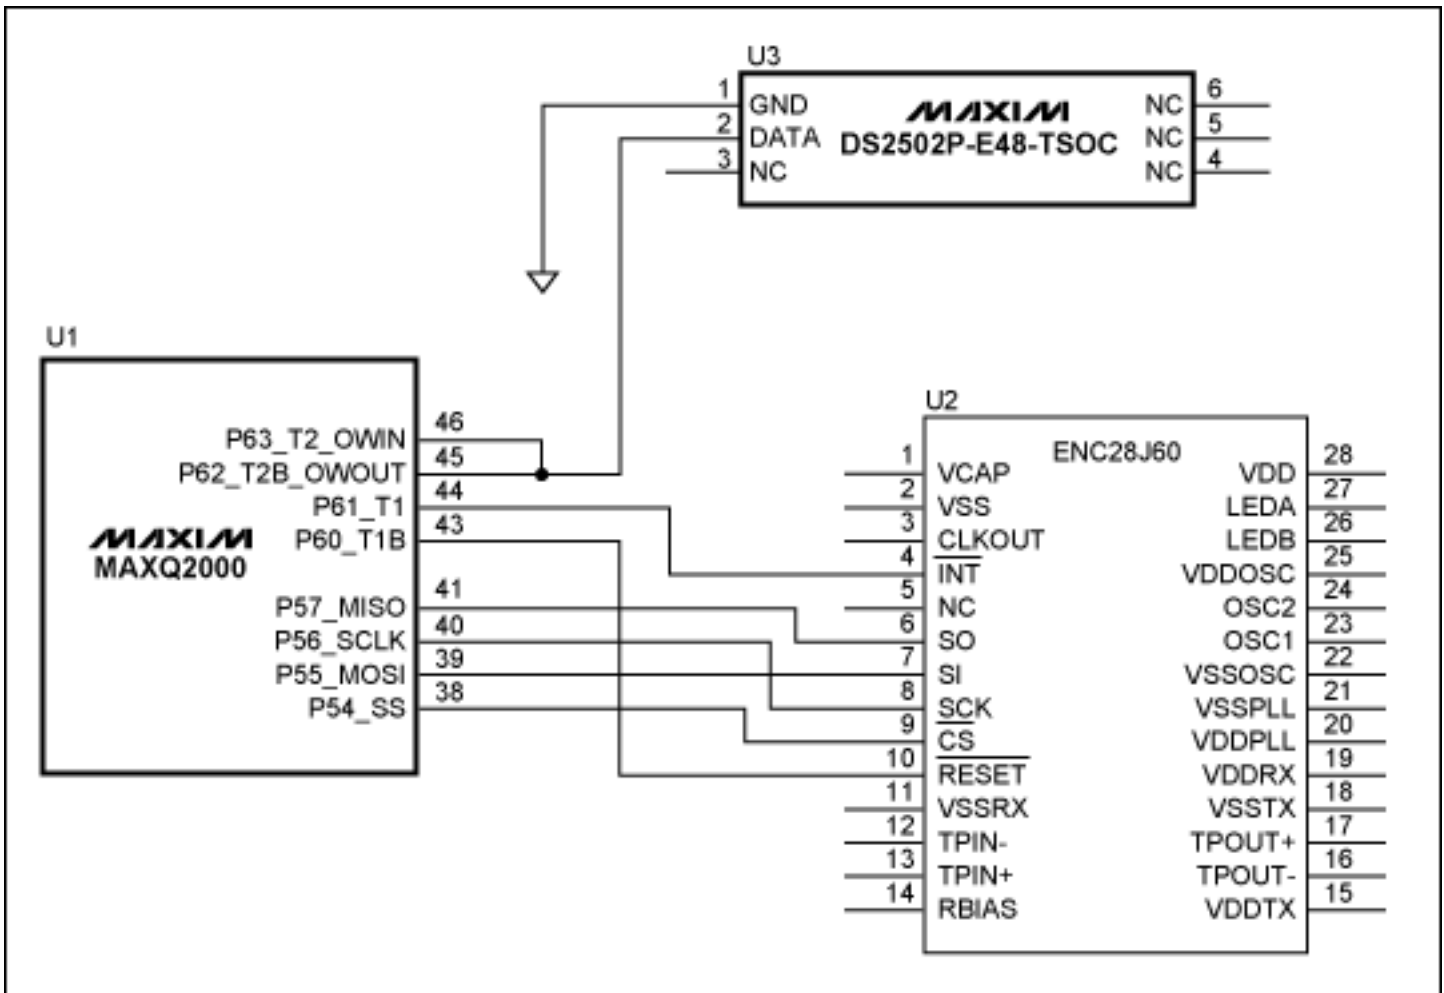 U3
1 GND MAXIM NC 6
2 DATA DS2502P-E48-TSOC NC 5
3 NC NC 4
U1
P63_T2_OWIN 46
P62_T2B_OWOUT 45
P61_T1 44
MAXIM P60_T1B 43
MAXQ2000
P57_MISO 41
P56_SCLK 40
P55_MOSI 39
P54_SS 38
U2
ENC28J60
1 VCAP VDD 28
2 VSS LEDA 27
3 CLKOUT LEDB 26
4 INT VDDOSC 25
5 NC OSC2 24
6 SO OSC1 23
7 SI VSSOSC 22
8 SCK VSSPLL 21
9 CS VDDPLL 20
10 RESET VDDRX 19
11 VSSRX VSSTX 18
12 TPIN- TPOUT+ 17
13 TPIN+ TPOUT- 16
14 RBIAS VDDTX 15